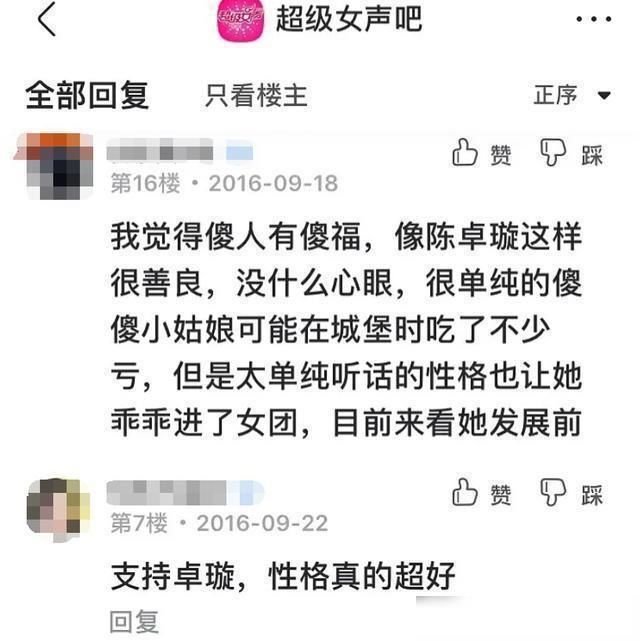 超级女声
超级女声吧
全部回复
只看楼主
正序
赞
踩
第16楼 • 2016-09-18
我觉得傻人有傻福，像陈卓璇这样
很善良，没什么心眼，很单纯的傻
傻小姑娘可能在城堡时吃了不少
亏，但是太单纯听话的性格也让她
乖乖进了女团，目前来看她发展前
赞
踩
第7楼 • 2016-09-22
支持卓璇，性格真的超好
回复